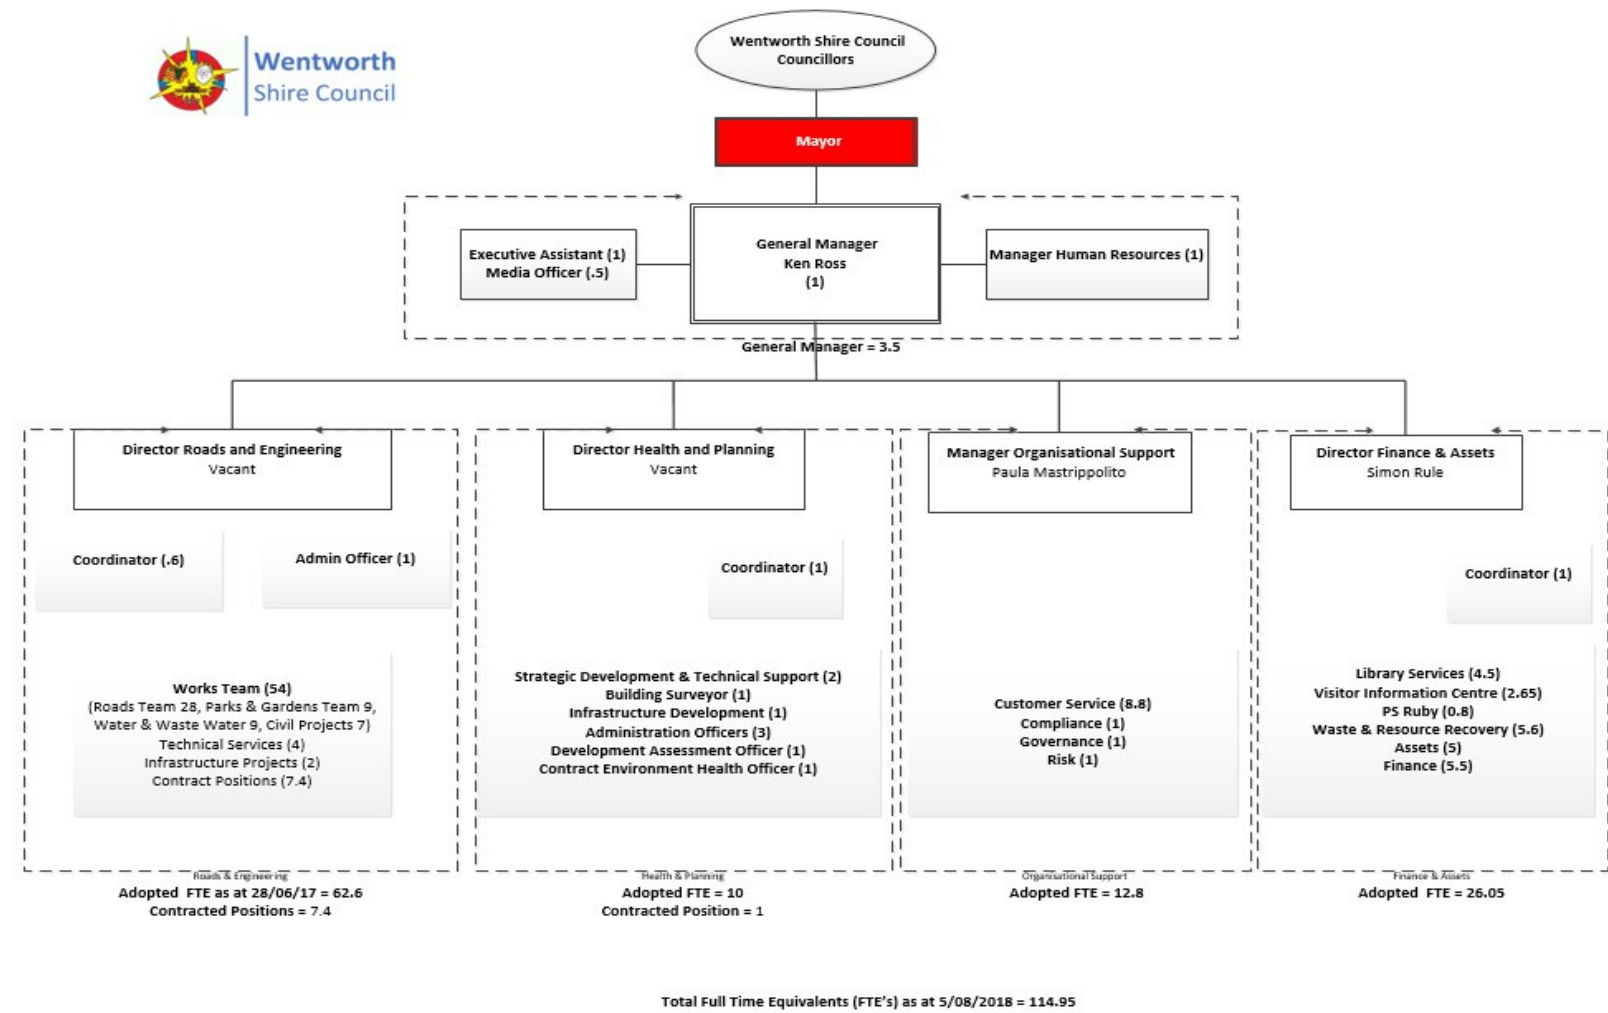 Wentworth
Shire Council
Wentworth Shire Council
Councillors
Mayor
Executive Assistant (1)
Media Officer (.5)
General Manager
Ken Ross
(1)
Manager Human Resources (1)
General Manager = 3.5
Director Roads and Engineering
Vacant
Coordinator (.6)
Admin Officer (1)
Works Team (54)
(Roads Team 28, Parks & Gardens Team 9,
Water & Waste Water 9, Civil Projects 7)
Technical Services (4)
Infrastructure Projects (2)
Contract Positions (7.4)
Roads & Engineering
Adopted FTE as at 28/06/17 = 62.6
Contracted Positions = 7.4
Director Health and Planning
Vacant
Coordinator (1)
Strategic Development & Technical Support (2)
Building Surveyor (1)
Infrastructure Development (1)
Administration Officers (3)
Development Assessment Officer (1)
Contract Environment Health Officer (1)
Health & Planning
Adopted FTE = 10
Contracted Position = 1
Manager Organisational Support
Paula Mastrippolito
Customer Service (8.8)
Compliance (1)
Governance (1)
Risk (1)
Organisational Support
Adopted FTE = 12.8
Director Finance & Assets
Simon Rule
Coordinator (1)
Library Services (4.5)
Visitor Information Centre (2.65)
PS Ruby (0.8)
Waste & Resource Recovery (5.6)
Assets (5)
Finance (5.5)
Finance & Assets
Adopted FTE = 26.05
Total Full Time Equivalents (FTE's) as at 5/08/2018 = 114.95